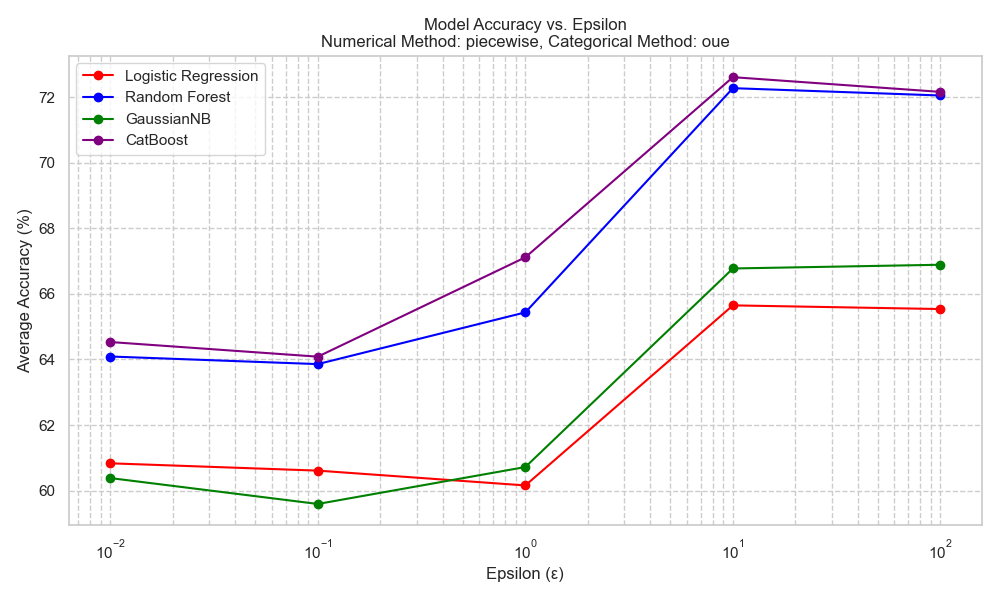 Model Accuracy vs. Epsilon
Numerical Method: piecewise, Categorical Method: oue
Logistic Regression
Random Forest
GaussianNB
CatBoost
Average Accuracy (%)
72
70
68
66
64
62
60
10⁻² 10⁻¹ 10⁰ 10¹ 10²
Epsilon (ε)